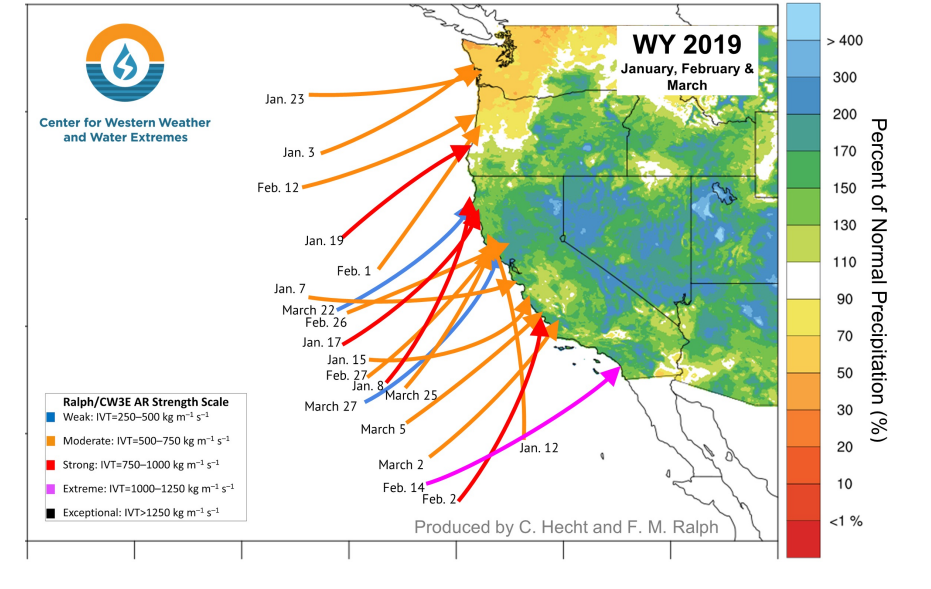 WY 2019
January, February &
March
Center for Western Weather
and Water Extremes
Jan. 23
Jan. 3
Feb. 12
Jan. 19
Feb. 1
Jan. 7
March 22
Feb. 26
Jan. 17
Jan. 15
Feb. 27
Jan. 8
March 25
March 27
March 5
Jan. 12
March 2
Feb. 14
Feb. 2
Ralph/CW3E AR Strength Scale
Weak: IVT=250–500 kg m⁻¹ s⁻¹
Moderate: IVT=500–750 kg m⁻¹ s⁻¹
Strong: IVT=750–1000 kg m⁻¹ s⁻¹
Extreme: IVT=1000–1250 kg m⁻¹ s⁻¹
Exceptional: IVT>1250 kg m⁻¹ s⁻¹
Produced by C. Hecht and F. M. Ralph
> 400
300
200
170
150
130
110
90
70
50
30
20
10
<1 %
Percent of Normal Precipitation (%)